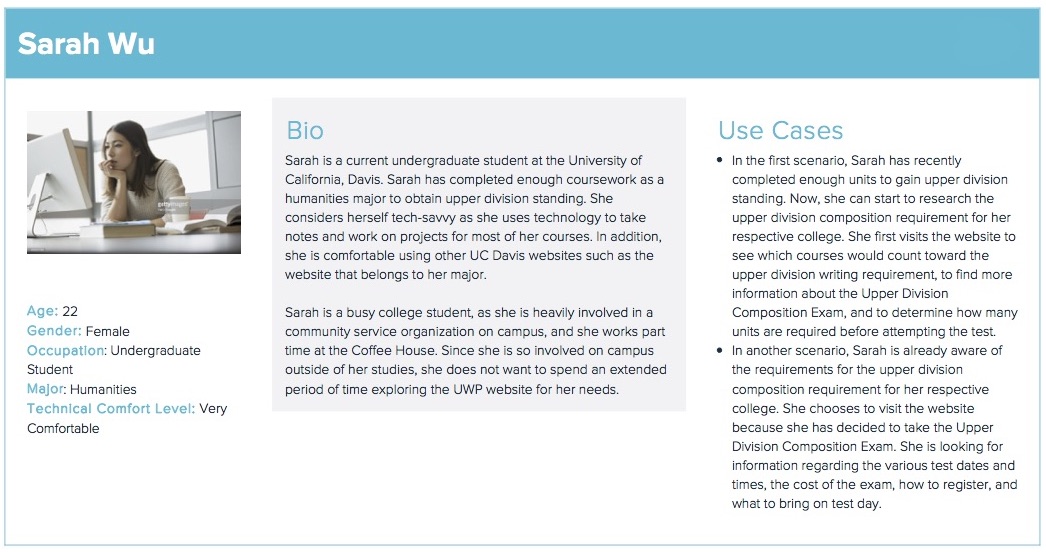 Sarah Wu
gettyimages
Age: 22
Gender: Female
Occupation: Undergraduate
Student
Major: Humanities
Technical Comfort Level: Very
Comfortable
Bio
Sarah is a current undergraduate student at the University of
California, Davis. Sarah has completed enough coursework as a
humanities major to obtain upper division standing. She
considers herself tech-savvy as she uses technology to take
notes and work on projects for most of her courses. In addition,
she is comfortable using other UC Davis websites such as the
website that belongs to her major.
Sarah is a busy college student, as she is heavily involved in a
community service organization on campus, and she works part
time at the Coffee House. Since she is so involved on campus
outside of her studies, she does not want to spend an extended
period of time exploring the UWP website for her needs.
Use Cases
• In the first scenario, Sarah has recently
completed enough units to gain upper division
standing. Now, she can start to research the
upper division composition requirement for her
respective college. She first visits the website to
see which courses would count toward the
upper division writing requirement, to find more
information about the Upper Division
Composition Exam, and to determine how many
units are required before attempting the test.
• In another scenario, Sarah is already aware of
the requirements for the upper division
composition requirement for her respective
college. She chooses to visit the website
because she has decided to take the Upper
Division Composition Exam. She is looking for
information regarding the various test dates and
times, the cost of the exam, how to register, and
what to bring on test day.